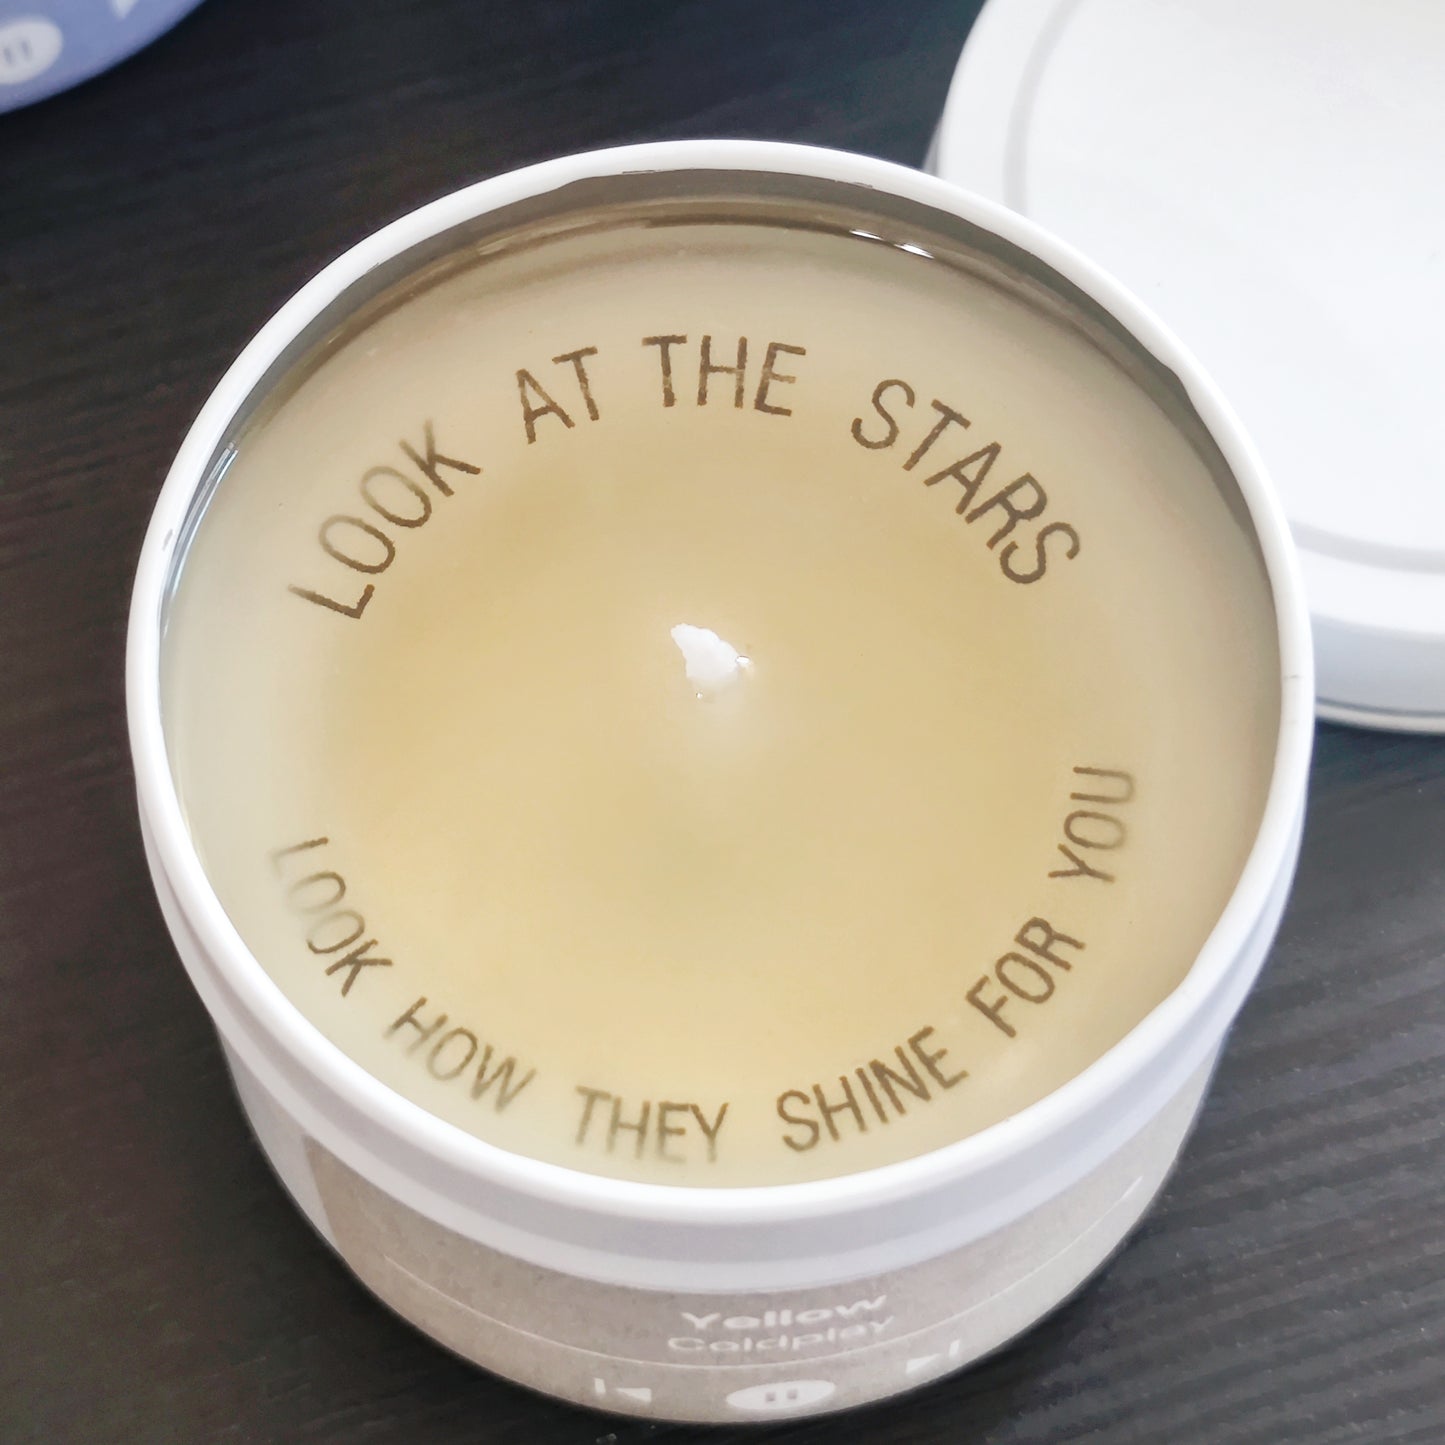 LOOK AT THE STARS
LOOK HOW THEY SHINE FOR YOU
Yellow
Coldplay